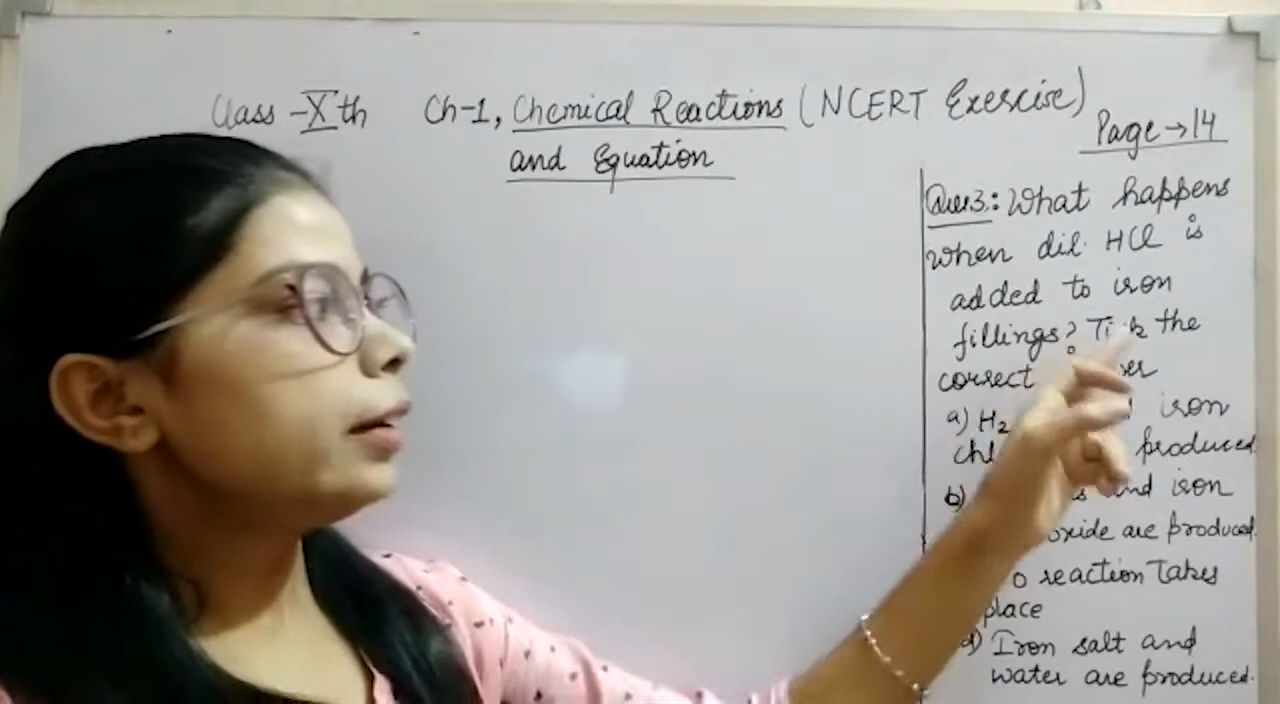 Class -Xth Ch-1, Chemical Reactions (NCERT Exercise)
and Equation
Page → 14
Ques3.: What happens
when dil. HCl is
added to iron
fillings? Tick the
correct
a) H2 iron
produced.
b) and iron
oxide are produced.
reaction Takes
place
d) Iron salt and
water are produced.